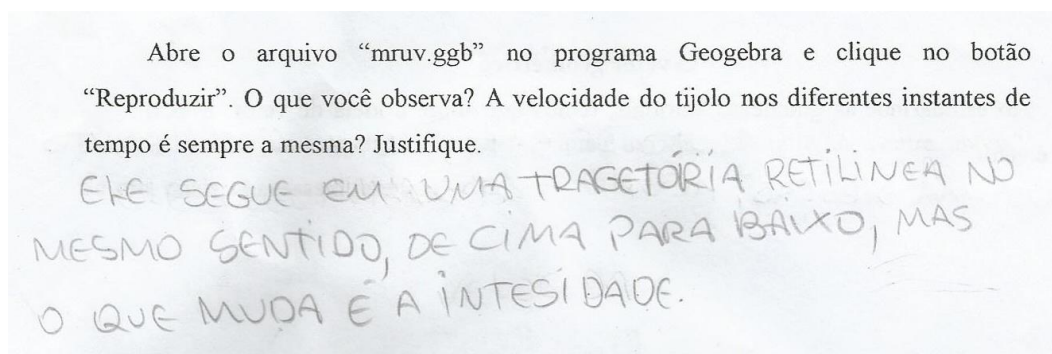 Abre o arquivo “mruv.ggb” no programa Geogebra e clique no botão
“Reproduzir”. O que você observa? A velocidade do tijolo nos diferentes instantes de
tempo é sempre a mesma? Justifique.
ELE SEGUE EM UMA TRAGETÓRIA RETILINEA NO
MESMO SENTIDO, DE CIMA PARA BAIXO, MAS
O QUE MUDA É A INTESIDADE.